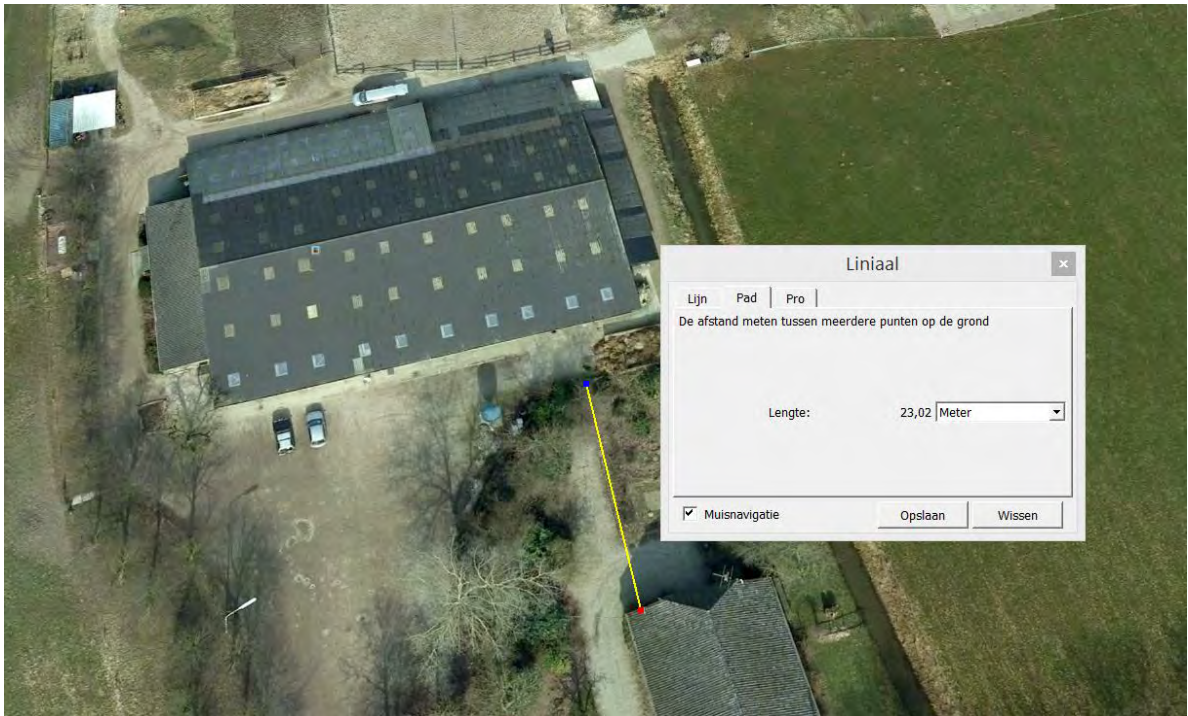 Liniaal
Lijn Pad Pro
De afstand meten tussen meerdere punten op de grond
Lengte: 23,02 Meter
Muisnavigatie Opslaan Wissen